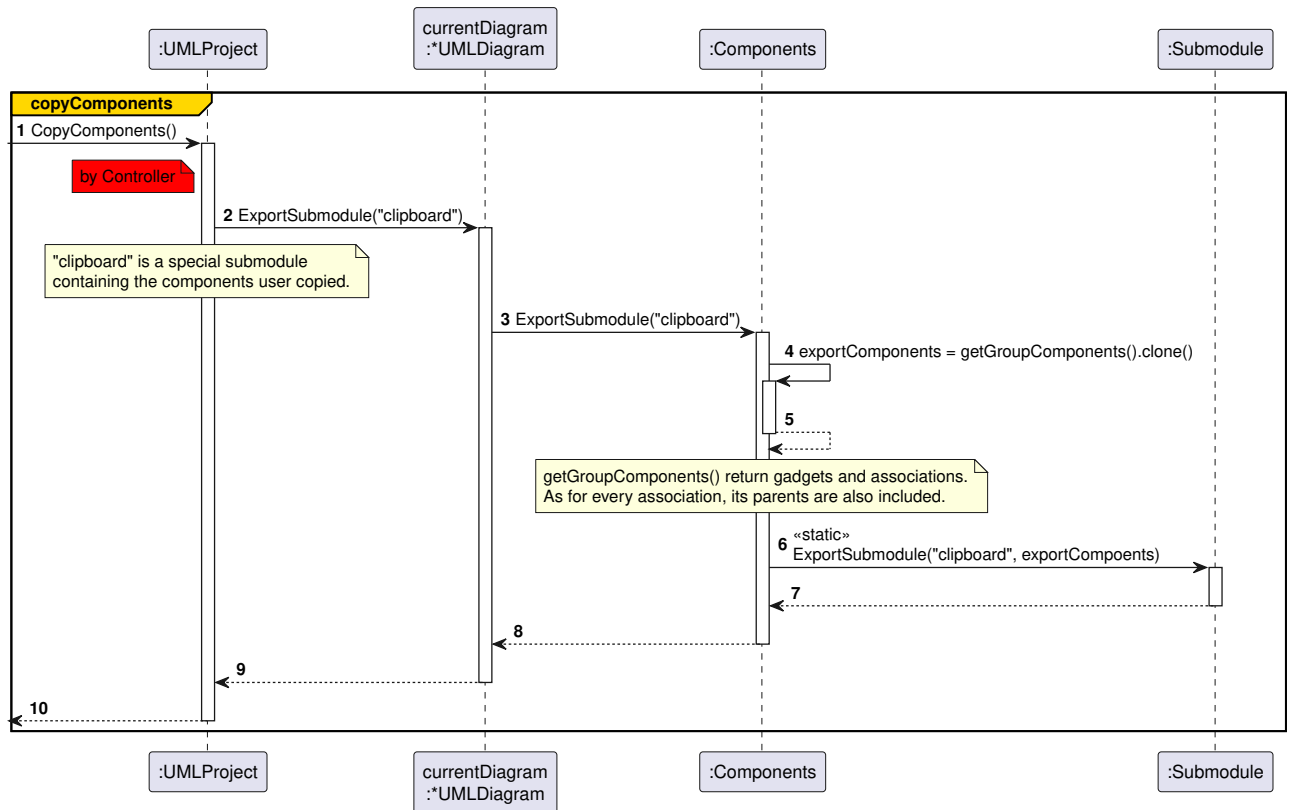 :UMLProject
currentDiagram
:*UMLDiagram
:Components
:Submodule
copyComponents
1 CopyComponents()
by Controller
2 ExportSubmodule("clipboard")
"clipboard" is a special submodule
containing the components user copied.
3 ExportSubmodule("clipboard")
4 exportComponents = getGroupComponents().clone()
5
getGroupComponents() return gadgets and associations.
As for every association, its parents are also included.
«static»
6 ExportSubmodule("clipboard", exportCompoents)
7
8
9
10
:UMLProject
currentDiagram
:*UMLDiagram
:Components
:Submodule